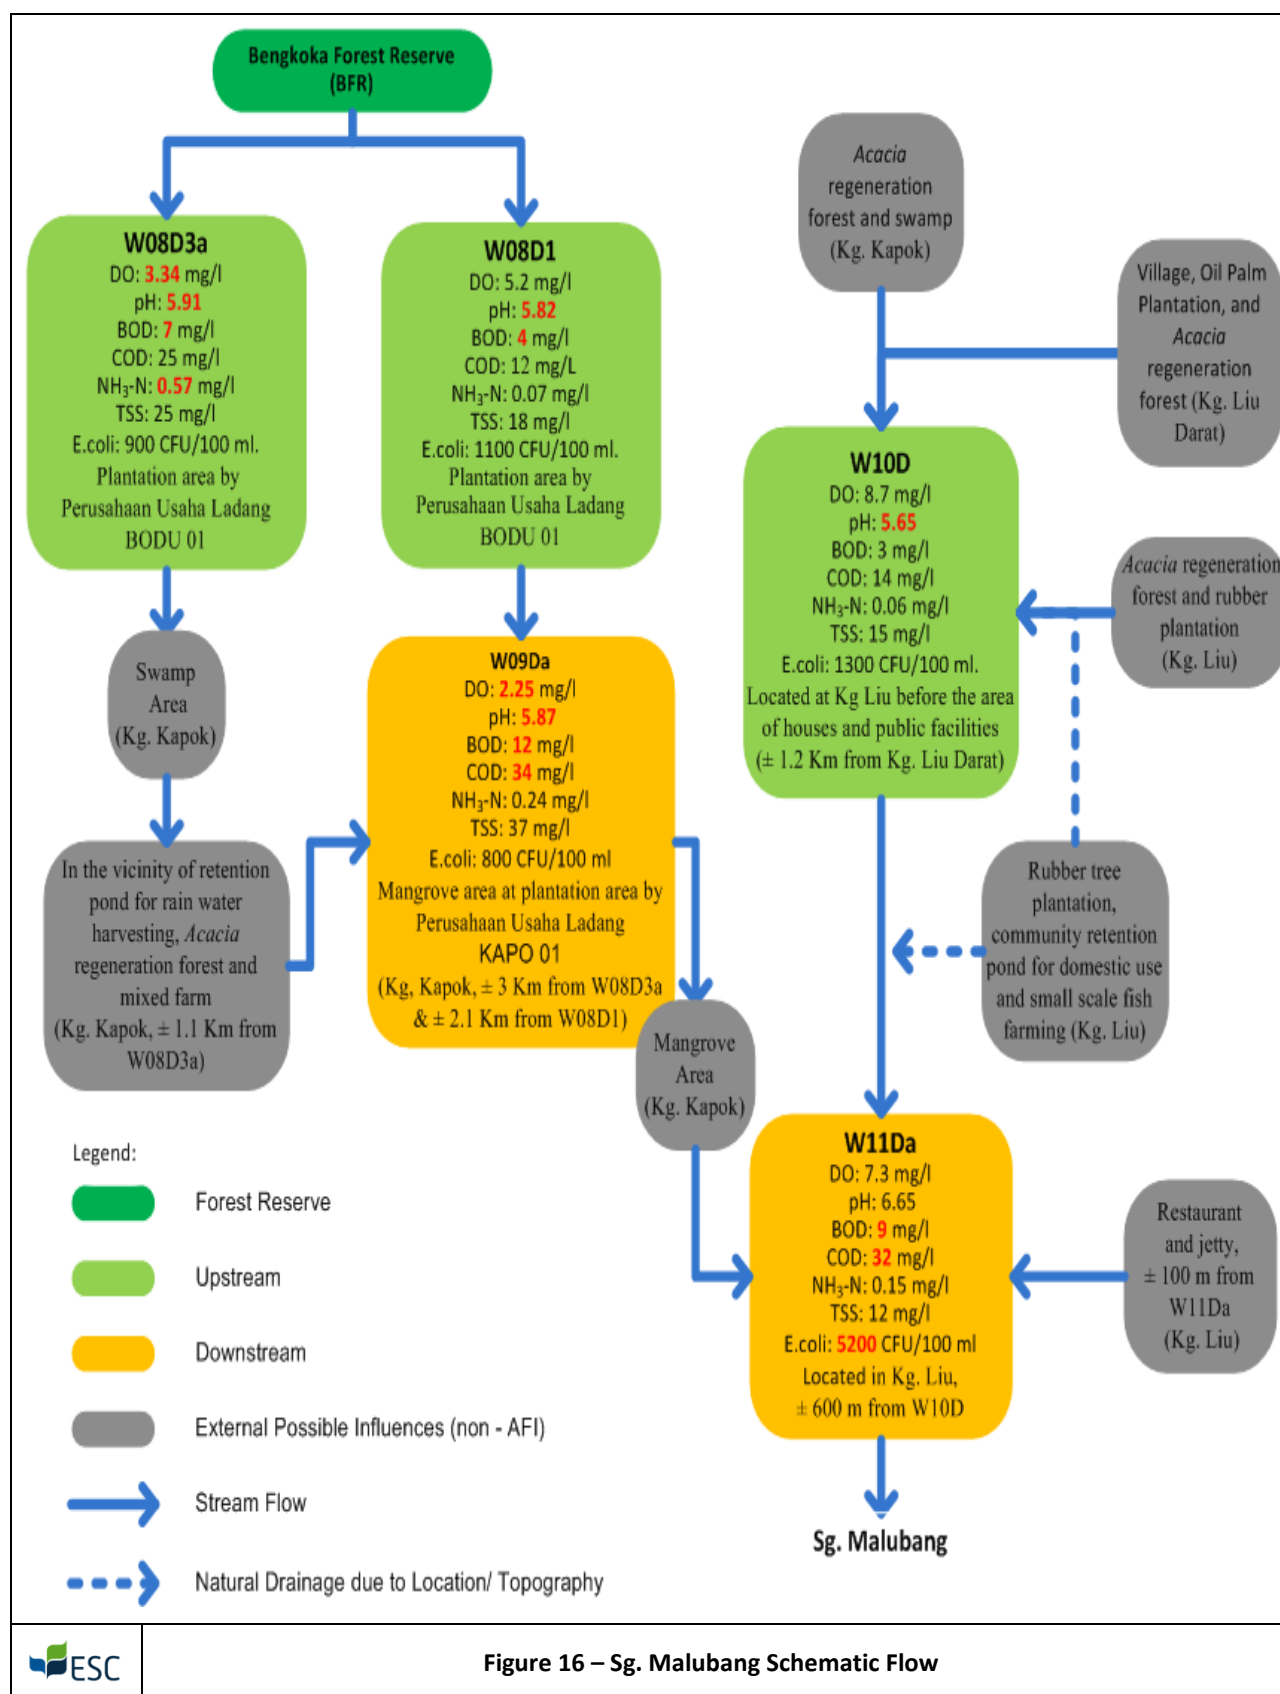 Bengkoka Forest Reserve
(BFR)
W08D3a
DO: 3.34 mg/l
pH: 5.91
BOD: 7 mg/l
COD: 25 mg/l
NH₃-N: 0.57 mg/l
TSS: 25 mg/l
E.coli: 900 CFU/100 ml.
Plantation area by
Perusahaan Usaha Ladang
BODU 01
W08D1
DO: 5.2 mg/l
pH: 5.82
BOD: 4 mg/l
COD: 12 mg/L
NH₃-N: 0.07 mg/l
TSS: 18 mg/l
E.coli: 1100 CFU/100 ml.
Plantation area by
Perusahaan Usaha Ladang
BODU 01
Acacia
regeneration
forest and swamp
(Kg. Kapok)
Village, Oil Palm
Plantation, and
Acacia
regeneration
forest (Kg. Liu
Darat)
W10D
DO: 8.7 mg/l
pH: 5.65
BOD: 3 mg/l
COD: 14 mg/l
NH₃-N: 0.06 mg/l
TSS: 15 mg/l
E.coli: 1300 CFU/100 ml.
Located at Kg Liu before the area
of houses and public facilities
(± 1.2 Km from Kg. Liu Darat)
Acacia regeneration
forest and rubber
plantation
(Kg. Liu)
Swamp
Area
(Kg. Kapok)
W09Da
DO: 2.25 mg/l
pH: 5.87
BOD: 12 mg/l
COD: 34 mg/l
NH₃-N: 0.24 mg/l
TSS: 37 mg/l
E.coli: 800 CFU/100 ml
Mangrove area at plantation area by
Perusahaan Usaha Ladang
KAPO 01
(Kg, Kapok, ± 3 Km from W08D3a
& ± 2.1 Km from W08D1)
In the vicinity of retention
pond for rain water
harvesting, Acacia
regeneration forest and
mixed farm
(Kg. Kapok, ± 1.1 Km from
W08D3a)
Rubber tree
plantation,
community retention
pond for domestic use
and small scale fish
farming (Kg. Liu)
Mangrove
Area
(Kg. Kapok)
W11Da
DO: 7.3 mg/l
pH: 6.65
BOD: 9 mg/l
COD: 32 mg/l
NH₃-N: 0.15 mg/l
TSS: 12 mg/l
E.coli: 5200 CFU/100 ml
Located in Kg. Liu,
± 600 m from W10D
Restaurant
and jetty,
± 100 m from
W11Da
(Kg. Liu)
Sg. Malubang
Legend:
Forest Reserve
Upstream
Downstream
External Possible Influences (non - AFI)
Stream Flow
Natural Drainage due to Location/ Topography
ESC
Figure 16 – Sg. Malubang Schematic Flow